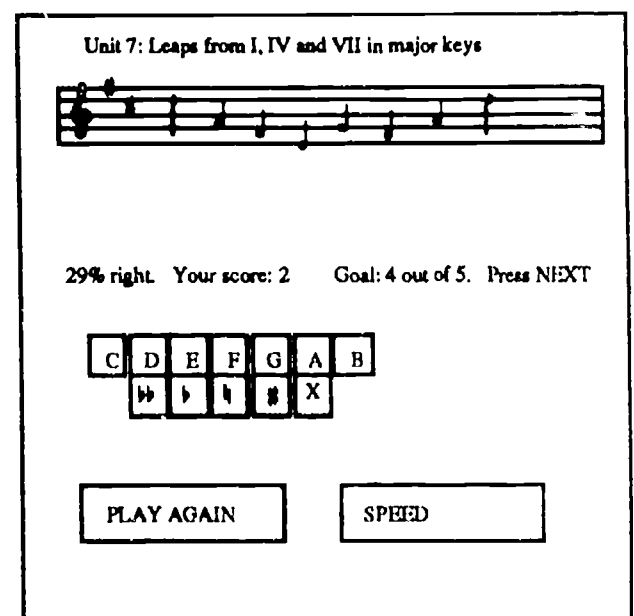 Unit 7: Leaps from I, IV and VII in major keys
29% right. Your score: 2 Goal: 4 out of 5. Press NEXT
C D E F G A B
𝄫 ♭ ♮ # X
PLAY AGAIN SPEED